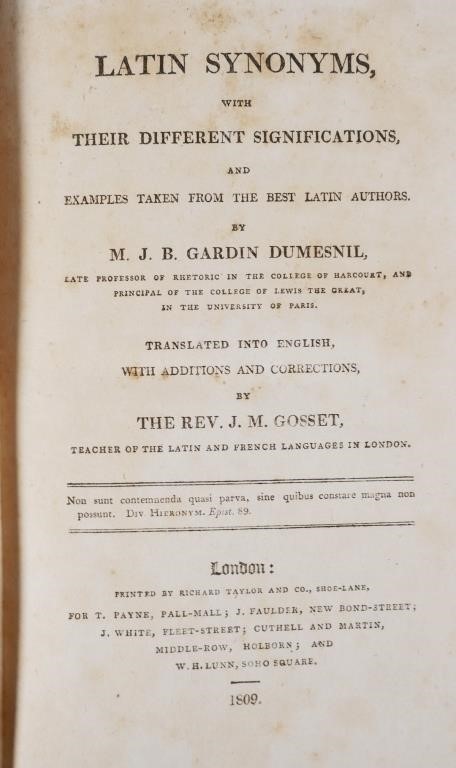 LATIN SYNONYMS,
WITH
THEIR DIFFERENT SIGNIFICATIONS,
AND
EXAMPLES TAKEN FROM THE BEST LATIN AUTHORS.
BY
M. J. B. GARDIN DUMESNIL,
LATE PROFESSOR OF RHETORIC IN THE COLLEGE OF HARCOURT, AND
PRINCIPAL OF THE COLLEGE OF LEWIS THE GREAT,
IN THE UNIVERSITY OF PARIS.
TRANSLATED INTO ENGLISH,
WITH ADDITIONS AND CORRECTIONS,
BY
THE REV. J. M. GOSSET,
TEACHER OF THE LATIN AND FRENCH LANGUAGES IN LONDON.
Non sunt contemnenda quasi parva, sine quibus constare magna non
possunt. DIV. HIERONYM. Epist. 89.
London:
PRINTED BY RICHARD TAYLOR AND CO., SHOE-LANE,
FOR T. PAYNE, PALL-MALL; J. FAULDER, NEW BOND-STREET;
J. WHITE, FLEET-STREET; CUTHELL AND MARTIN,
MIDDLE-ROW, HOLBORN; AND
W. H. LUNN, SOHO SQUARE.
1809.